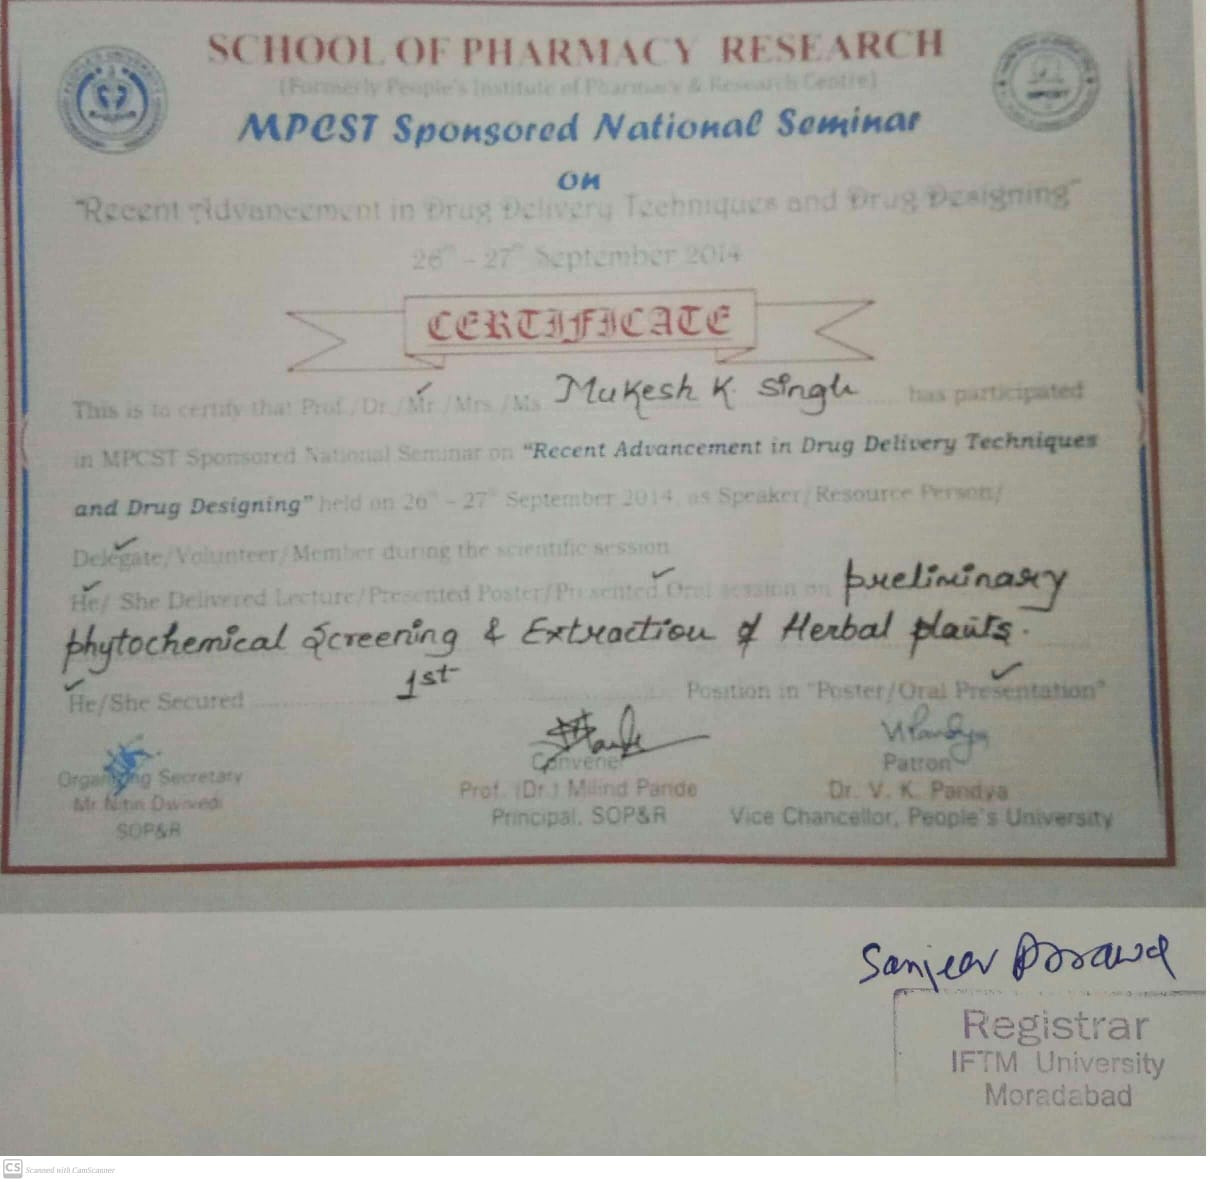 SCHOOL OF PHARMACY RESEARCH
(Formerly People's Institute of Pharmacy & Research Centre)
MPCST Sponsored National Seminar
on
"Recent Advancement in Drug Delivery Techniques and Drug Designing"
26th - 27th September 2014
CERTIFICATE
This is to certify that Prof./Dr./Mr./Mrs./Ms. Mukesh K. Singh has participated
in MPCST Sponsored National Seminar on "Recent Advancement in Drug Delivery Techniques
and Drug Designing" held on 26th - 27th September 2014, as Speaker/Resource Person/
Delegate/Volunteer/Member during the scientific session.
He/ She Delivered Lecture/Presented Poster/Presented Oral session on preliminary
phytochemical Screening & Extraction of Herbal plants.
He/She Secured 1st Position in "Poster/Oral Presentation"
Organizing Secretary
Mr. Nitin Dwivedi
SOP&R
Convener
Prof. (Dr.) Milind Pande
Principal, SOP&R
Patron
Dr. V. K. Pandya
Vice Chancellor, People's University
Sanjeev
Registrar
IFTM University
Moradabad
CS Scanned with CamScanner